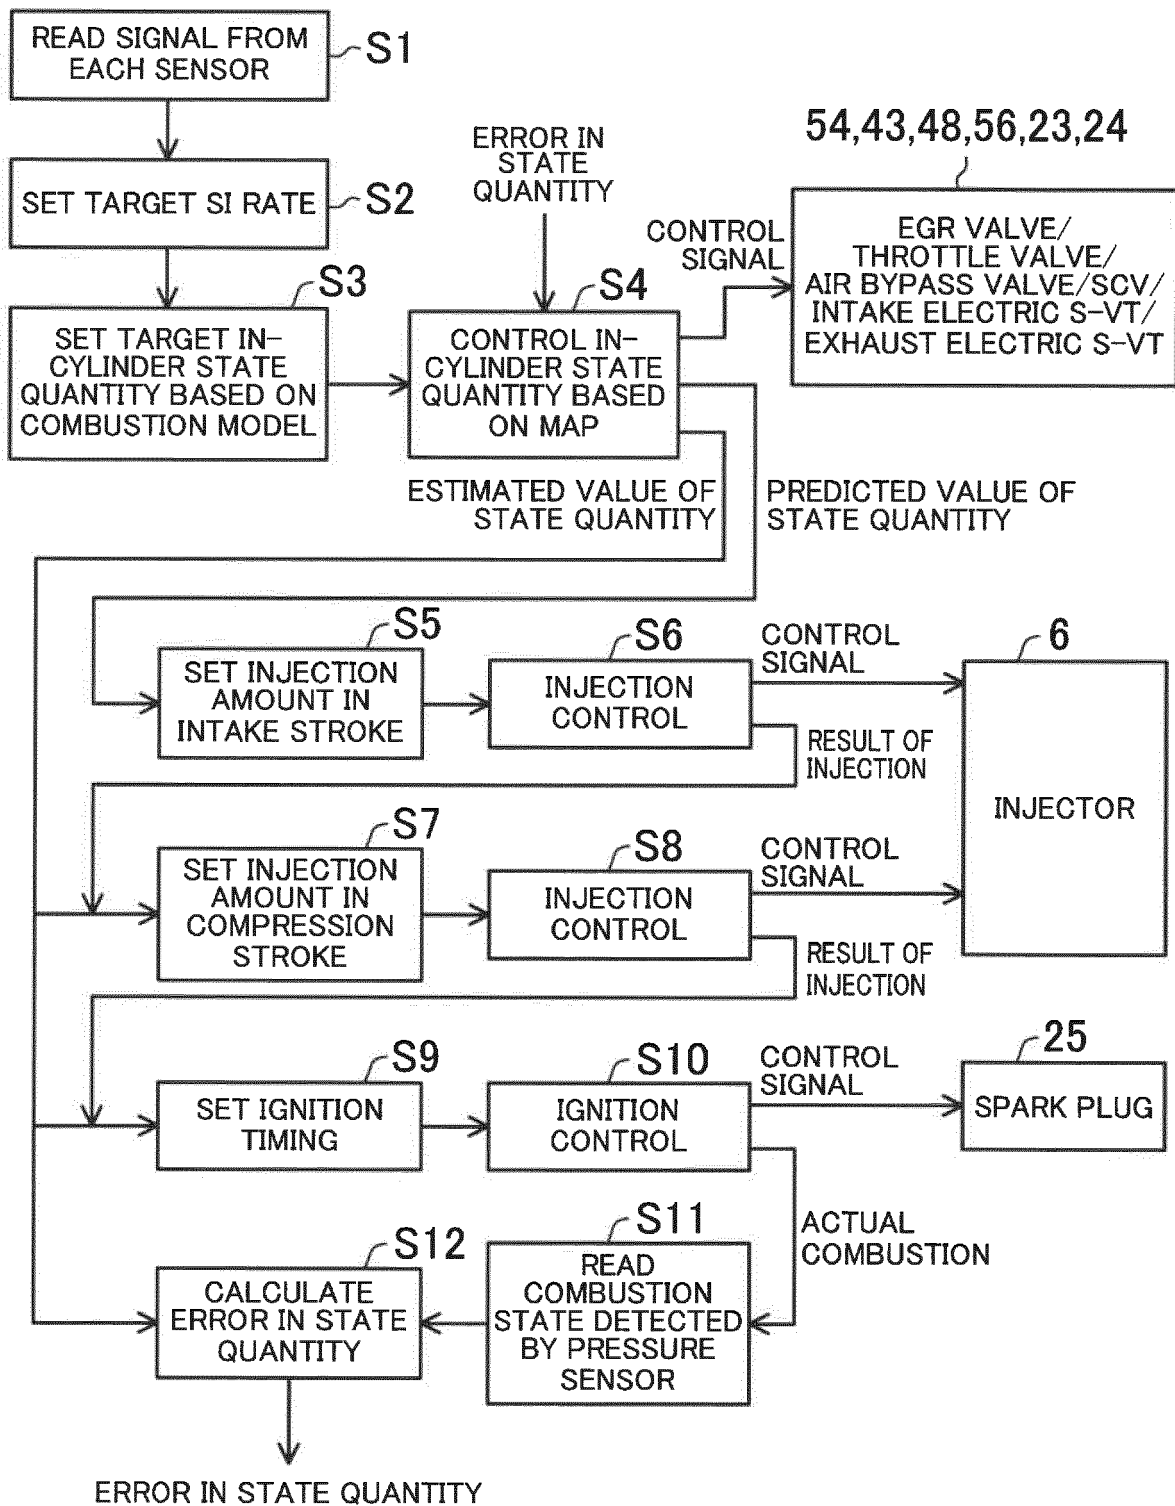 READ SIGNAL FROM
EACH SENSOR
S1
SET TARGET SI RATE
S2
SET TARGET IN-
CYLINDER STATE
QUANTITY BASED ON
COMBUSTION MODEL
S3
ERROR IN
STATE
QUANTITY
CONTROL IN-
CYLINDER STATE
QUANTITY BASED
ON MAP
S4
CONTROL
SIGNAL
54,43,48,56,23,24
EGR VALVE/
THROTTLE VALVE/
AIR BYPASS VALVE/SCV/
INTAKE ELECTRIC S-VT/
EXHAUST ELECTRIC S-VT
ESTIMATED VALUE OF
STATE QUANTITY
PREDICTED VALUE OF
STATE QUANTITY
S5
SET INJECTION
AMOUNT IN
INTAKE STROKE
S6
INJECTION
CONTROL
CONTROL
SIGNAL
RESULT OF
INJECTION
6
INJECTOR
S7
SET INJECTION
AMOUNT IN
COMPRESSION
STROKE
S8
INJECTION
CONTROL
CONTROL
SIGNAL
RESULT OF
INJECTION
S9
SET IGNITION
TIMING
S10
IGNITION
CONTROL
CONTROL
SIGNAL
25
SPARK PLUG
ACTUAL
COMBUSTION
S11
READ
COMBUSTION
STATE DETECTED
BY PRESSURE
SENSOR
S12
CALCULATE
ERROR IN STATE
QUANTITY
ERROR IN STATE QUANTITY